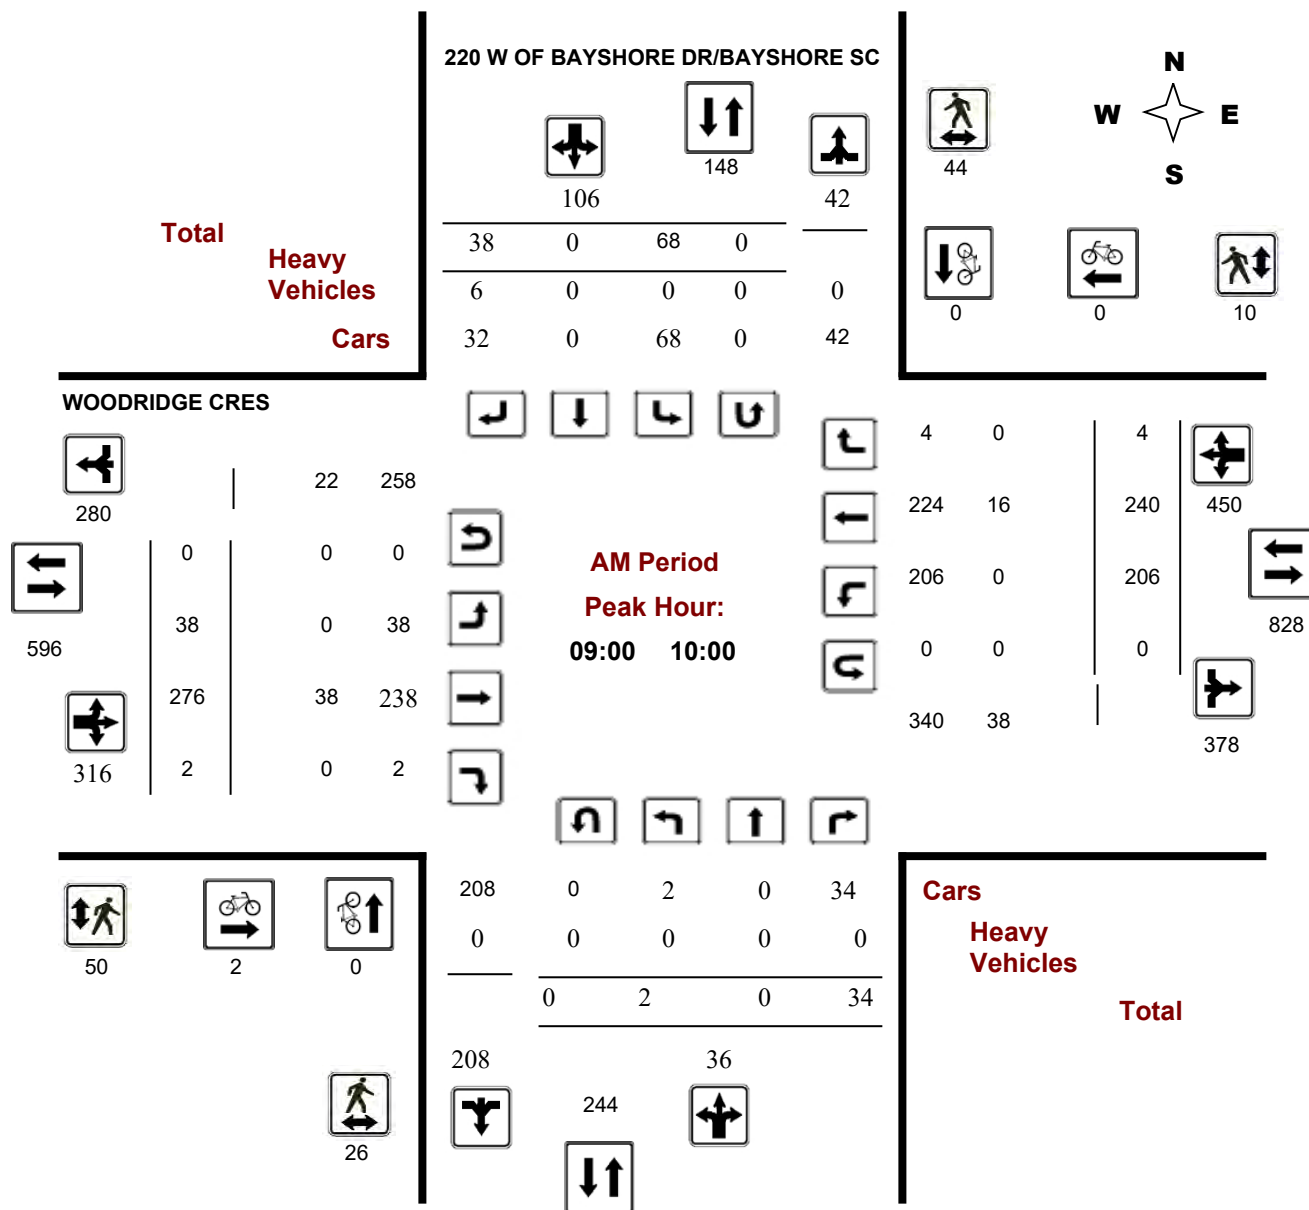 220 W OF BAYSHORE DR/BAYSHORE SC
N
W E
S
148
44
106 42
Total 38 0 68 0
Heavy
Vehicles 6 0 0 0 0
0 0 10
Cars 32 0 68 0 42
WOODRIDGE CRES
4 0 4
22 258
280
224 16 240 450
0 0 0
AM Period
206 0 206
Peak Hour:
38 0 38
596
09:00 10:00
0 0 0
828
276 38 238
340 38
378
316 2 0 2
208 0 2 0 34 Cars
0 0 0 0 0 Heavy
Vehicles
50 2 0
0 2 0 34
Total
208 36
244
26